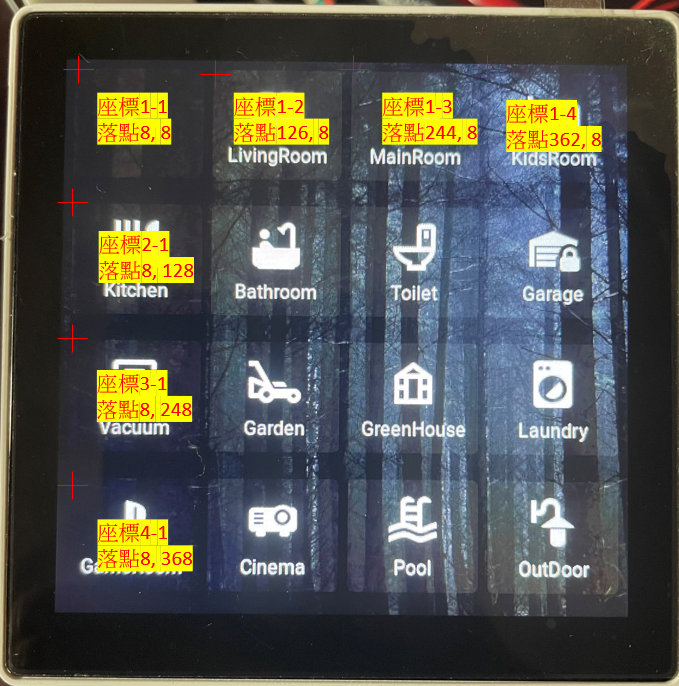 座標1-1
落點8, 8
座標1-2
落點126, 8
LivingRoom
座標1-3
落點244, 8
MainRoom
座標1-4
落點362, 8
KidsRoom
座標2-1
落點8, 128
Kitchen
Bathroom
Toilet
Garage
座標3-1
落點8, 248
Vacuum
Garden
GreenHouse
Laundry
座標4-1
落點8, 368
Cinema
Pool
OutDoor